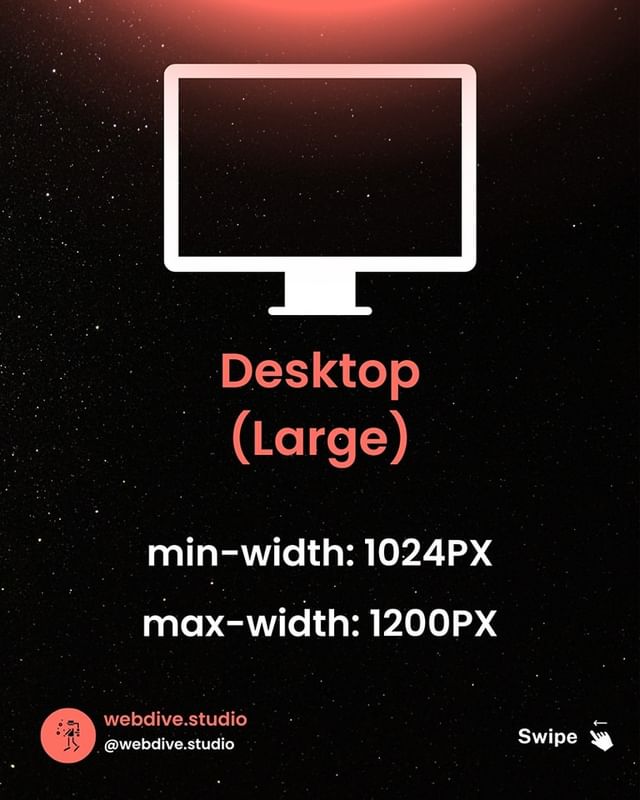 Desktop
(Large)
min-width: 1024PX
max-width: 1200PX
webdive.studio
@webdive.studio
Swipe